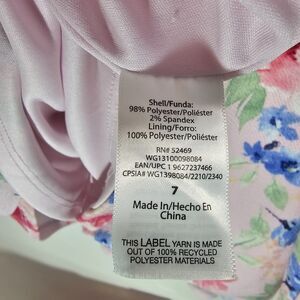 Shell/Funda:
98% Polyester/Poliéster
2% Spandex
Lining/Forro:
100% Polyester/Poliéster
RN# 52469
WG13100098084
EAN/UPC 1 9627237466
CPSIA# WG1398084/2210/2340
7
Made In/Hecho En
China
THIS LABEL YARN IS MADE
OUT OF 100% RECYCLED
POLYESTER MATERIALS